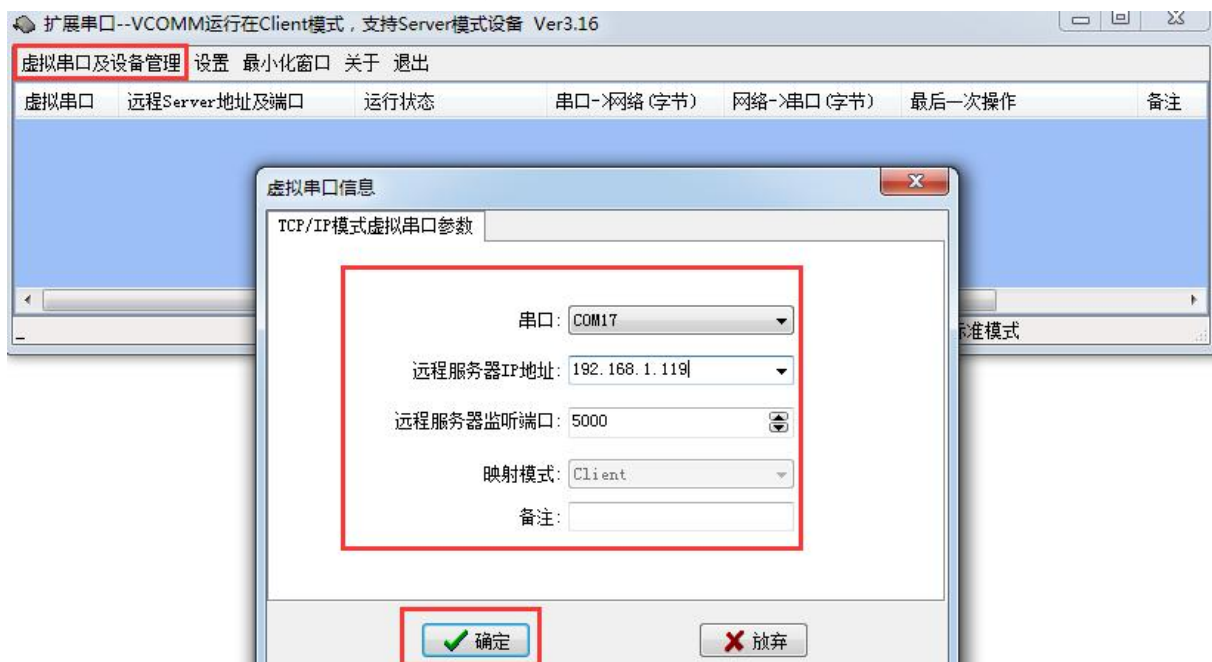 扩展串口--VCOMM运行在Client模式，支持Server模式设备 Ver3.16
虚拟串口及设备管理 设置 最小化窗口 关于 退出
虚拟串口 远程Server地址及端口 运行状态 串口->网络(字节) 网络->串口(字节) 最后一次操作 备注
虚拟串口信息
TCP/IP模式虚拟串口参数
串口: COM17
标准模式
远程服务器IP地址: 192.168.1.119
远程服务器监听端口: 5000
映射模式: Client
备注:
确定 放弃